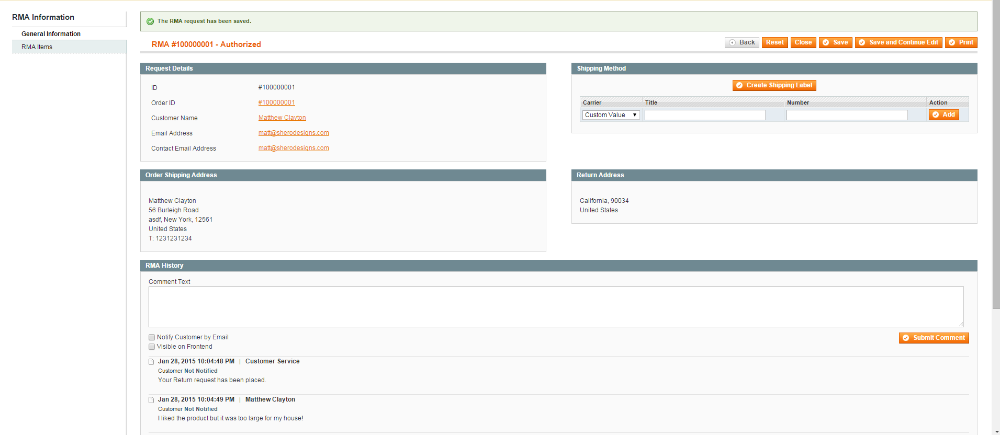 RMA Information
General Information
RMA Items
The RMA request has been saved.
RMA #100000001 - Authorized
Back Reset Close Save Save and Continue Edit Print
Request Details
ID #100000001
Order ID #100000001
Customer Name Matthew Clayton
Email Address matt@sherodesigns.com
Contact Email Address matt@sherodesigns.com
Shipping Method
Create Shipping Label
Carrier Title Number Action
Custom Value Add
Order Shipping Address
Matthew Clayton
56 Burleigh Road
asdf, New York, 12561
United States
T: 1231231234
Return Address
California, 90034
United States
RMA History
Comment Text
Notify Customer by Email
Visible on Frontend
Submit Comment
Jun 28, 2015 10:04:48 PM | Customer Service
Customer Not Notified
Your Return request has been placed.
Jun 28, 2015 10:04:49 PM | Matthew Clayton
Customer Not Notified
I liked the product but it was too large for my house!